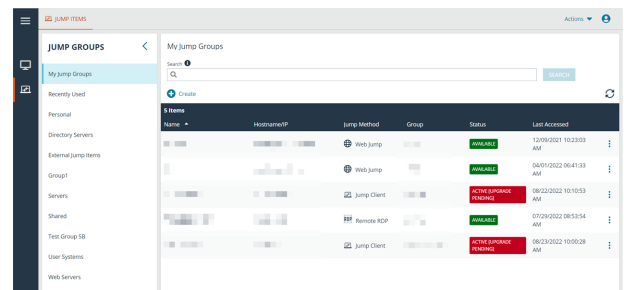 JUMP ITEMS
Actions
JUMP GROUPS
My Jump Groups
Recently Used
Personal
Directory Servers
External Jump Items
Group1
Servers
Shared
Test Group SB
User Systems
Web Servers
My Jump Groups
Search
SEARCH
Create
5 Items
Name Hostname/IP Jump Method Group Status Last Accessed
Web Jump AVAILABLE 12/09/2021 10:23:03
AM
Web Jump AVAILABLE 04/01/2022 06:41:33
AM
Jump Client ACTIVE [UPGRADE 08/22/2022 10:10:53
PENDING] AM
RDP Remote RDP AVAILABLE 07/29/2022 08:53:54
AM
Jump Client ACTIVE [UPGRADE 08/23/2022 10:00:28
PENDING] AM